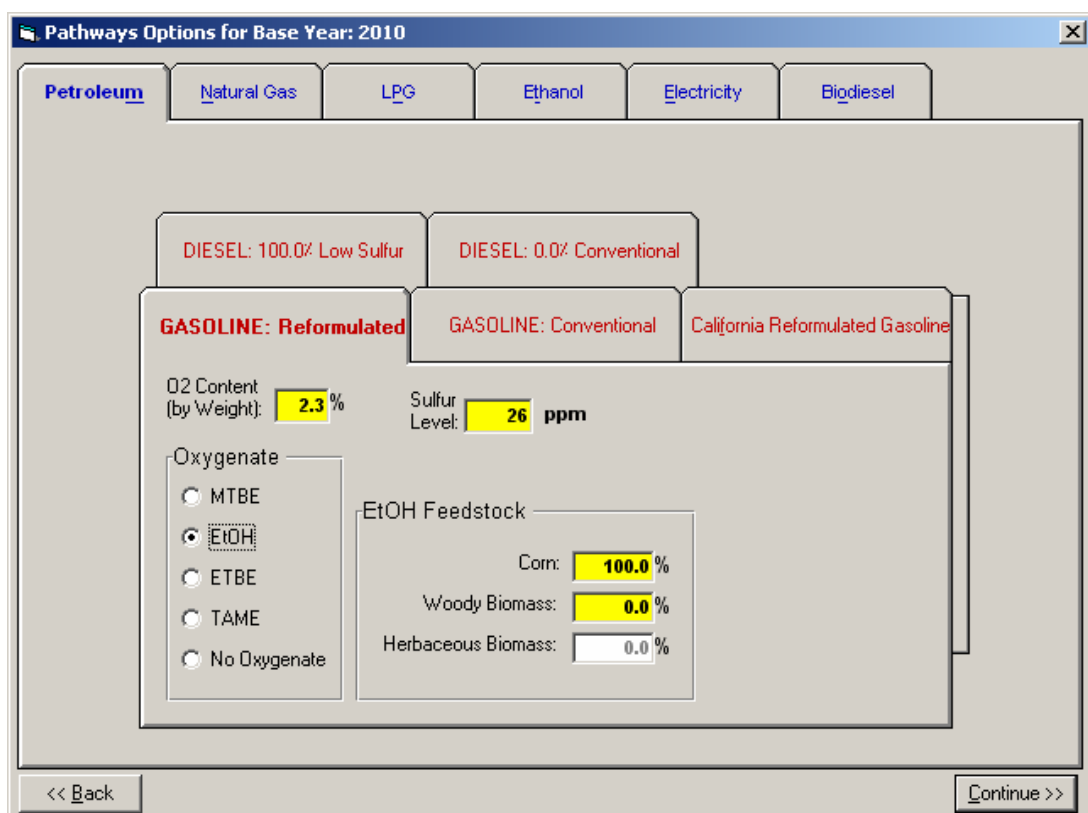 Pathways Options for Base Year: 2010
Petroleum Natural Gas LPG Ethanol Electricity Biodiesel
DIESEL: 100.0% Low Sulfur DIESEL: 0.0% Conventional
GASOLINE: Reformulated GASOLINE: Conventional California Reformulated Gasoline
O2 Content
(by Weight): 2.3 %
Sulfur
Level: 26 ppm
Oxygenate
MTBE
EtOH
ETBE
TAME
No Oxygenate
EtOH Feedstock
Corn: 100.0 %
Woody Biomass: 0.0 %
Herbaceous Biomass: 0.0 %
<< Back Continue >>